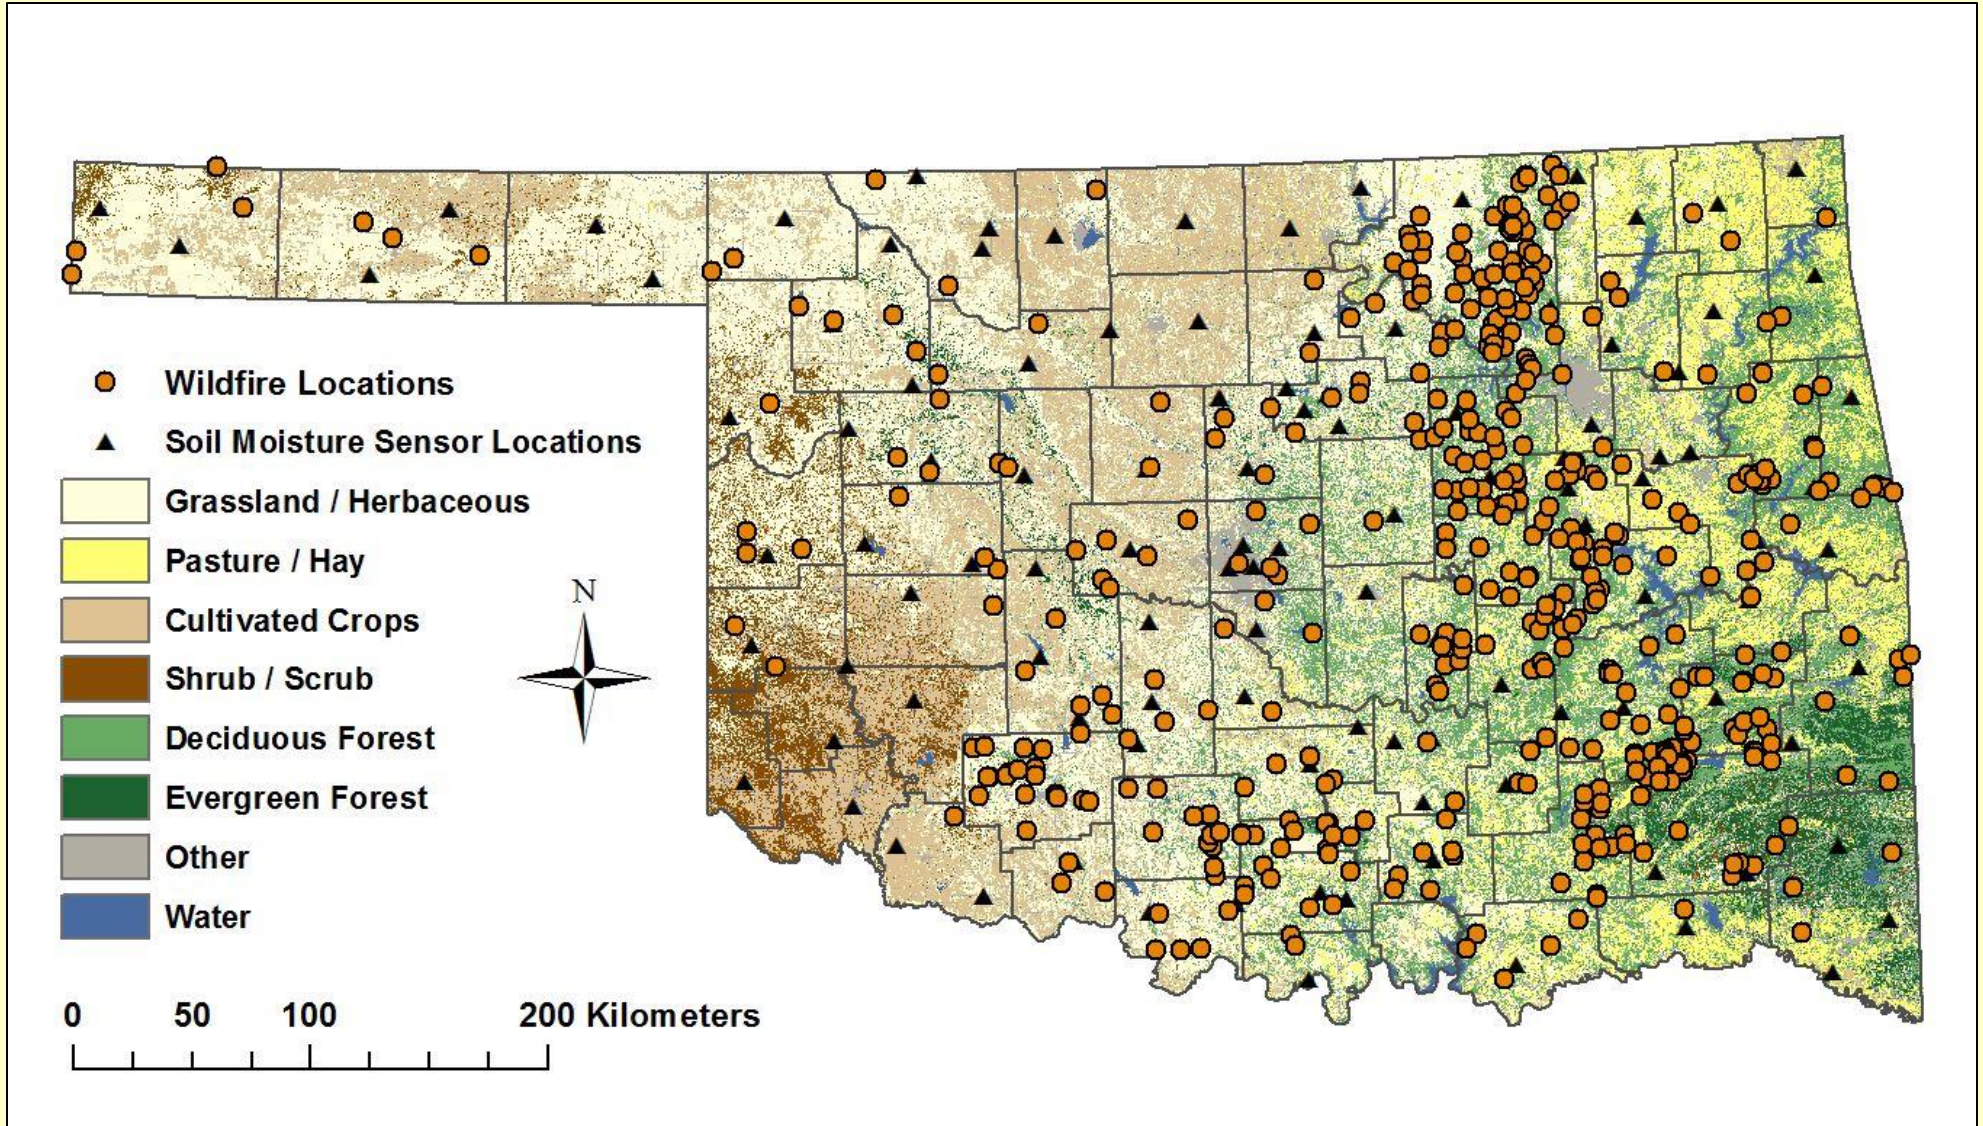 Wildfire Locations
Soil Moisture Sensor Locations
Grassland / Herbaceous
Pasture / Hay
Cultivated Crops
Shrub / Scrub
Deciduous Forest
Evergreen Forest
Other
Water
N
0 50 100 200 Kilometers